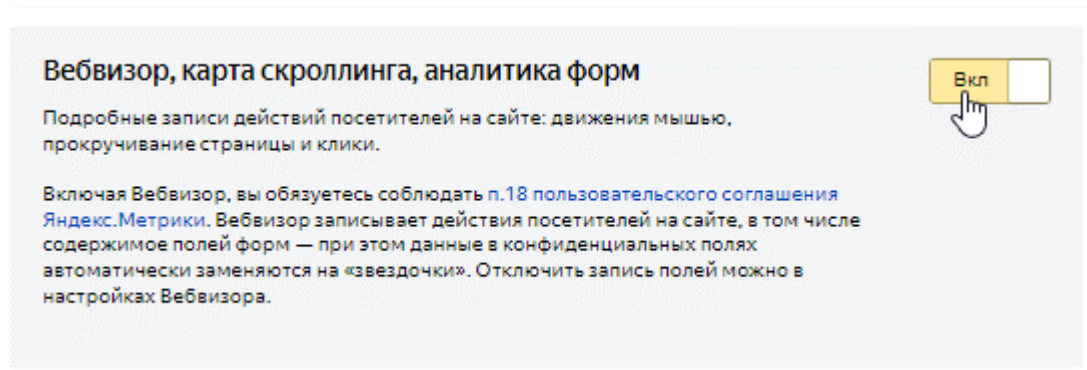 Вебвизор, карта скроллинга, аналитика форм
Вкл
Подробные записи действий посетителей на сайте: движения мышью,
прокручивание страницы и клики.
Включая Вебвизор, вы обязуетесь соблюдать п.18 пользовательского соглашения
Яндекс.Метрики. Вебвизор записывает действия посетителей на сайте, в том числе
содержимое полей форм — при этом данные в конфиденциальных полях
автоматически заменяются на «звездочки». Отключить запись полей можно в
настройках Вебвизора.